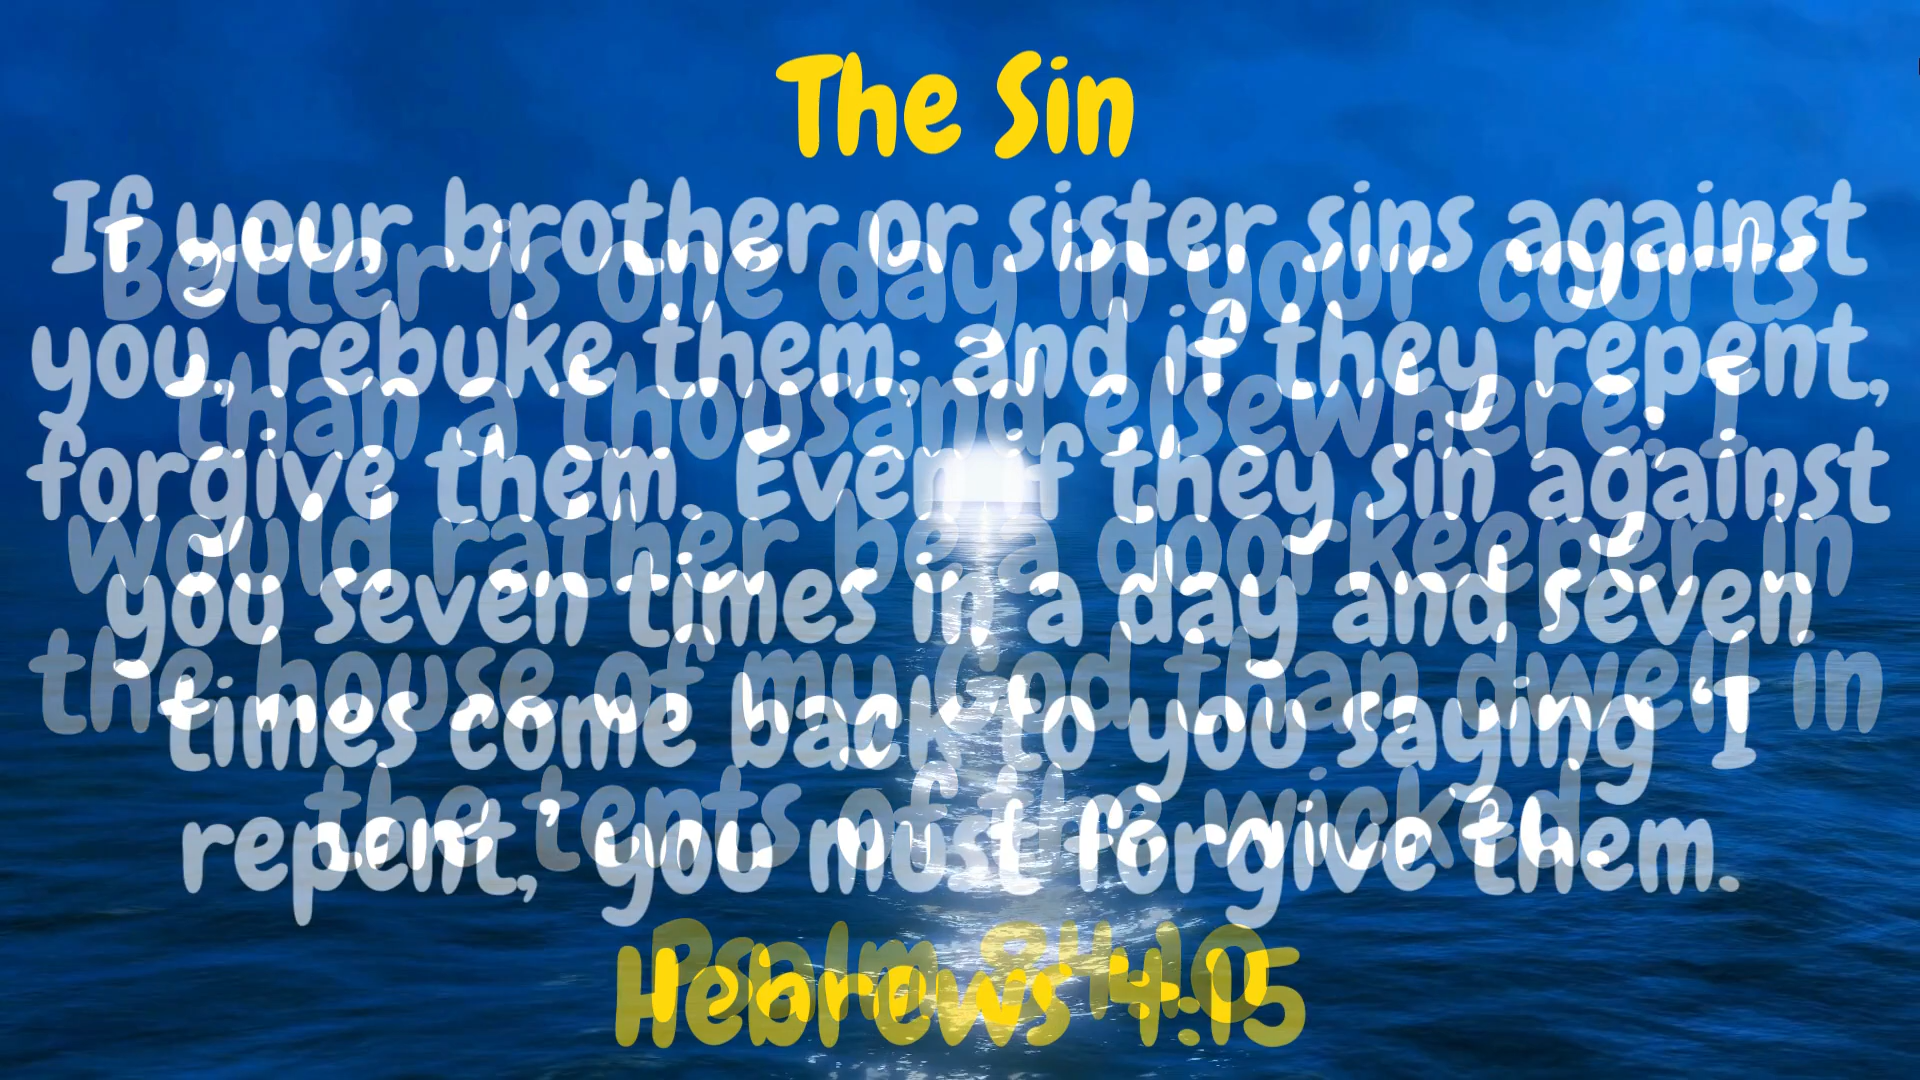 The Sin
If your brother or sister sins against
Better is one day in your courts
you, rebuke them; and if they repent,
than a thousand elsewhere; I
forgive them. Even if they sin against
would rather be a doorkeeper in
you seven times in a day and seven
the house of my God than dwell in
times come back to you saying ‘I
the tents of the wicked
repent,’ you must forgive them.
Psalm 84:10
Hebrews 4:15